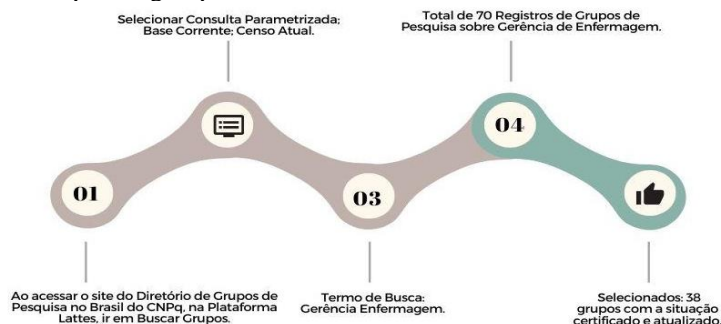 Selecionar Consulta Parametrizada;
Base Corrente; Censo Atual.
Total de 70 Registros de Grupos de
Pesquisa sobre Gerência de Enfermagem.
04
01
03
Ao acessar o site do Diretório de Grupos de
Pesquisa no Brasil do CNPq, na Plataforma
Lattes, ir em Buscar Grupos.
Termo de Busca:
Gerência Enfermagem.
Selecionados: 38
grupos com a situação
certificado e atualizado.